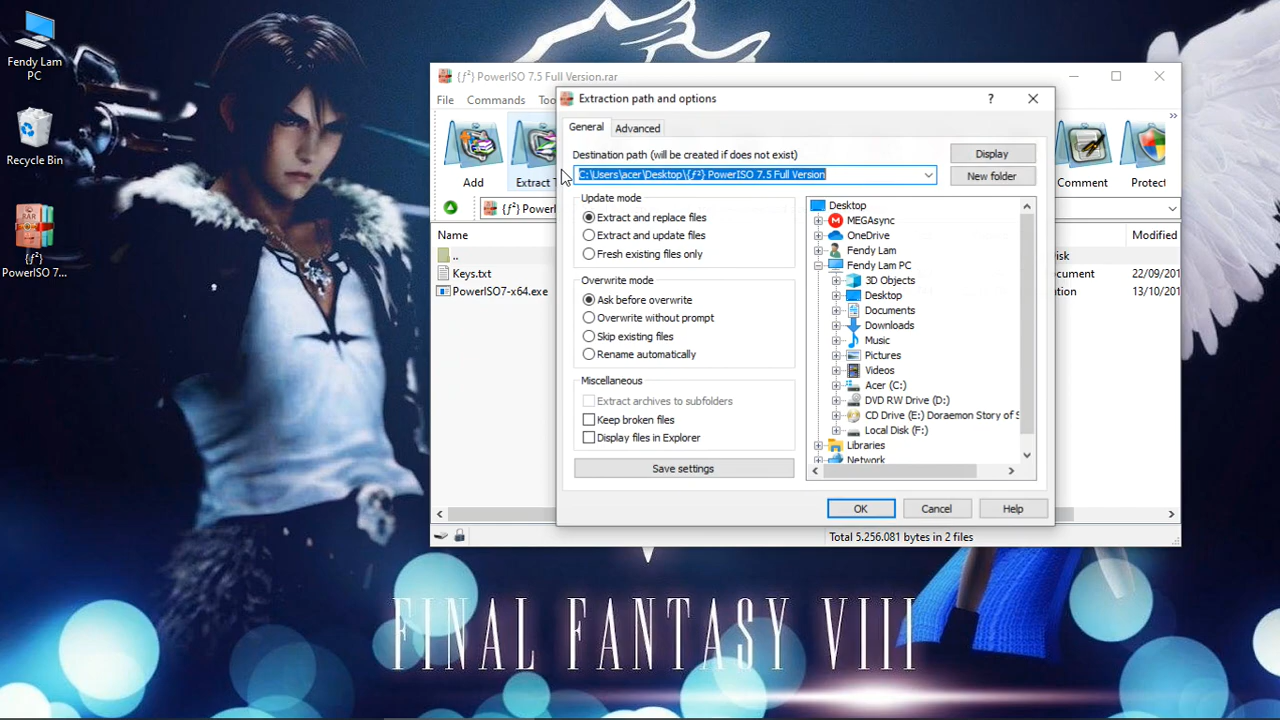 Fendy Lam
PC
Recycle Bin
{ƒ²}
PowerISO 7...
{ƒ²} PowerISO 7.5 Full Version.rar
File Commands Too
Add
Extract T
Comment
Protect
»
{ƒ²} PowerI
Name
Modified
..
isk
Keys.txt
ocument
22/09/201
PowerISO7-x64.exe
ation
13/10/201
Extraction path and options
?
General
Advanced
Destination path (will be created if does not exist)
C:\Users\acer\Desktop\{ƒ²} PowerISO 7.5 Full Version
Display
New folder
Update mode
Extract and replace files
Extract and update files
Fresh existing files only
Overwrite mode
Ask before overwrite
Overwrite without prompt
Skip existing files
Rename automatically
Miscellaneous
Extract archives to subfolders
Keep broken files
Display files in Explorer
Save settings
Desktop
MEGAsync
OneDrive
Fendy Lam
Fendy Lam PC
3D Objects
Desktop
Documents
Downloads
Music
Pictures
Videos
Acer (C:)
DVD RW Drive (D:)
CD Drive (E:) Doraemon Story of S
Local Disk (F:)
Libraries
Network
OK
Cancel
Help
Total 5.256.081 bytes in 2 files
FINAL FANTASY VIII